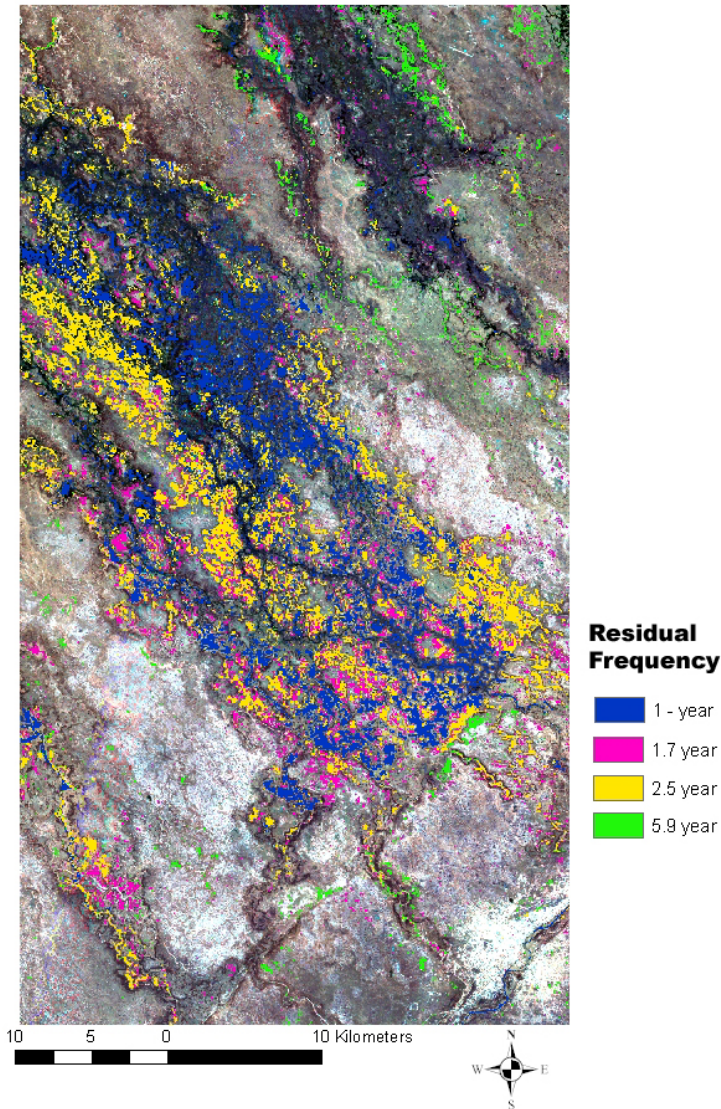 Residual
Frequency
1 - year
1.7 year
2.5 year
5.9 year
10 5 0 10 Kilometers
N
W E
S